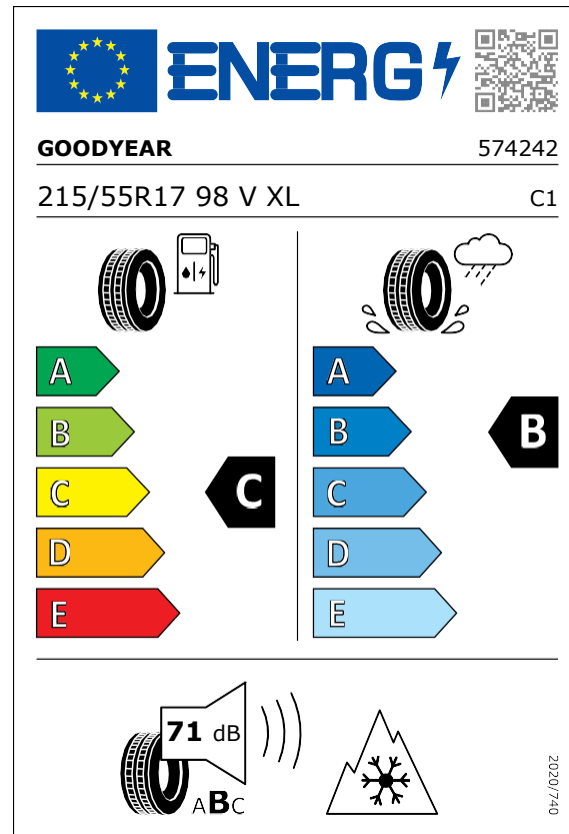 ENERG
GOODYEAR 574242
215/55R17 98 V XL C1
A A
B B B
C C C
D D
E E
71 dB
ABC
2020/740